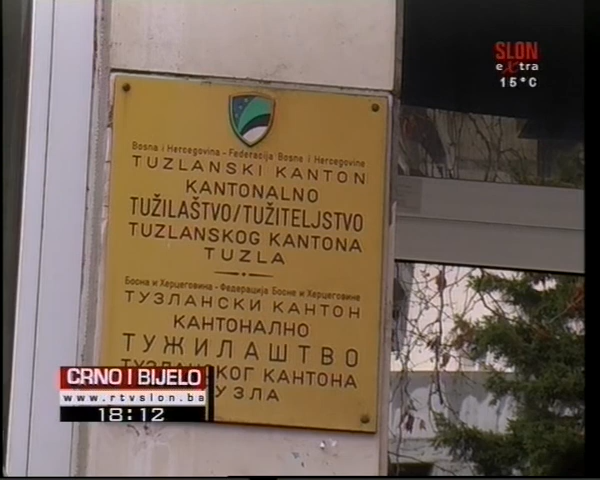 SLON
extra
15°C
Bosna i Hercegovina - Federacija Bosne i Hercegovine
TUZLANSKI KANTON
KANTONALNO
TUŽILAŠTVO/TUŽITELJSTVO
TUZLANSKOG KANTONA
TUZLA
Босна и Херцеговина - Федерација Босне и Херцеговине
ТУЗЛАНСКИ КАНТОН
КАНТОНАЛНО
ТУЖИЛАШТВО
КАНТОНА
CRNO I BIJELO
www.rtvslon.ba
18:12